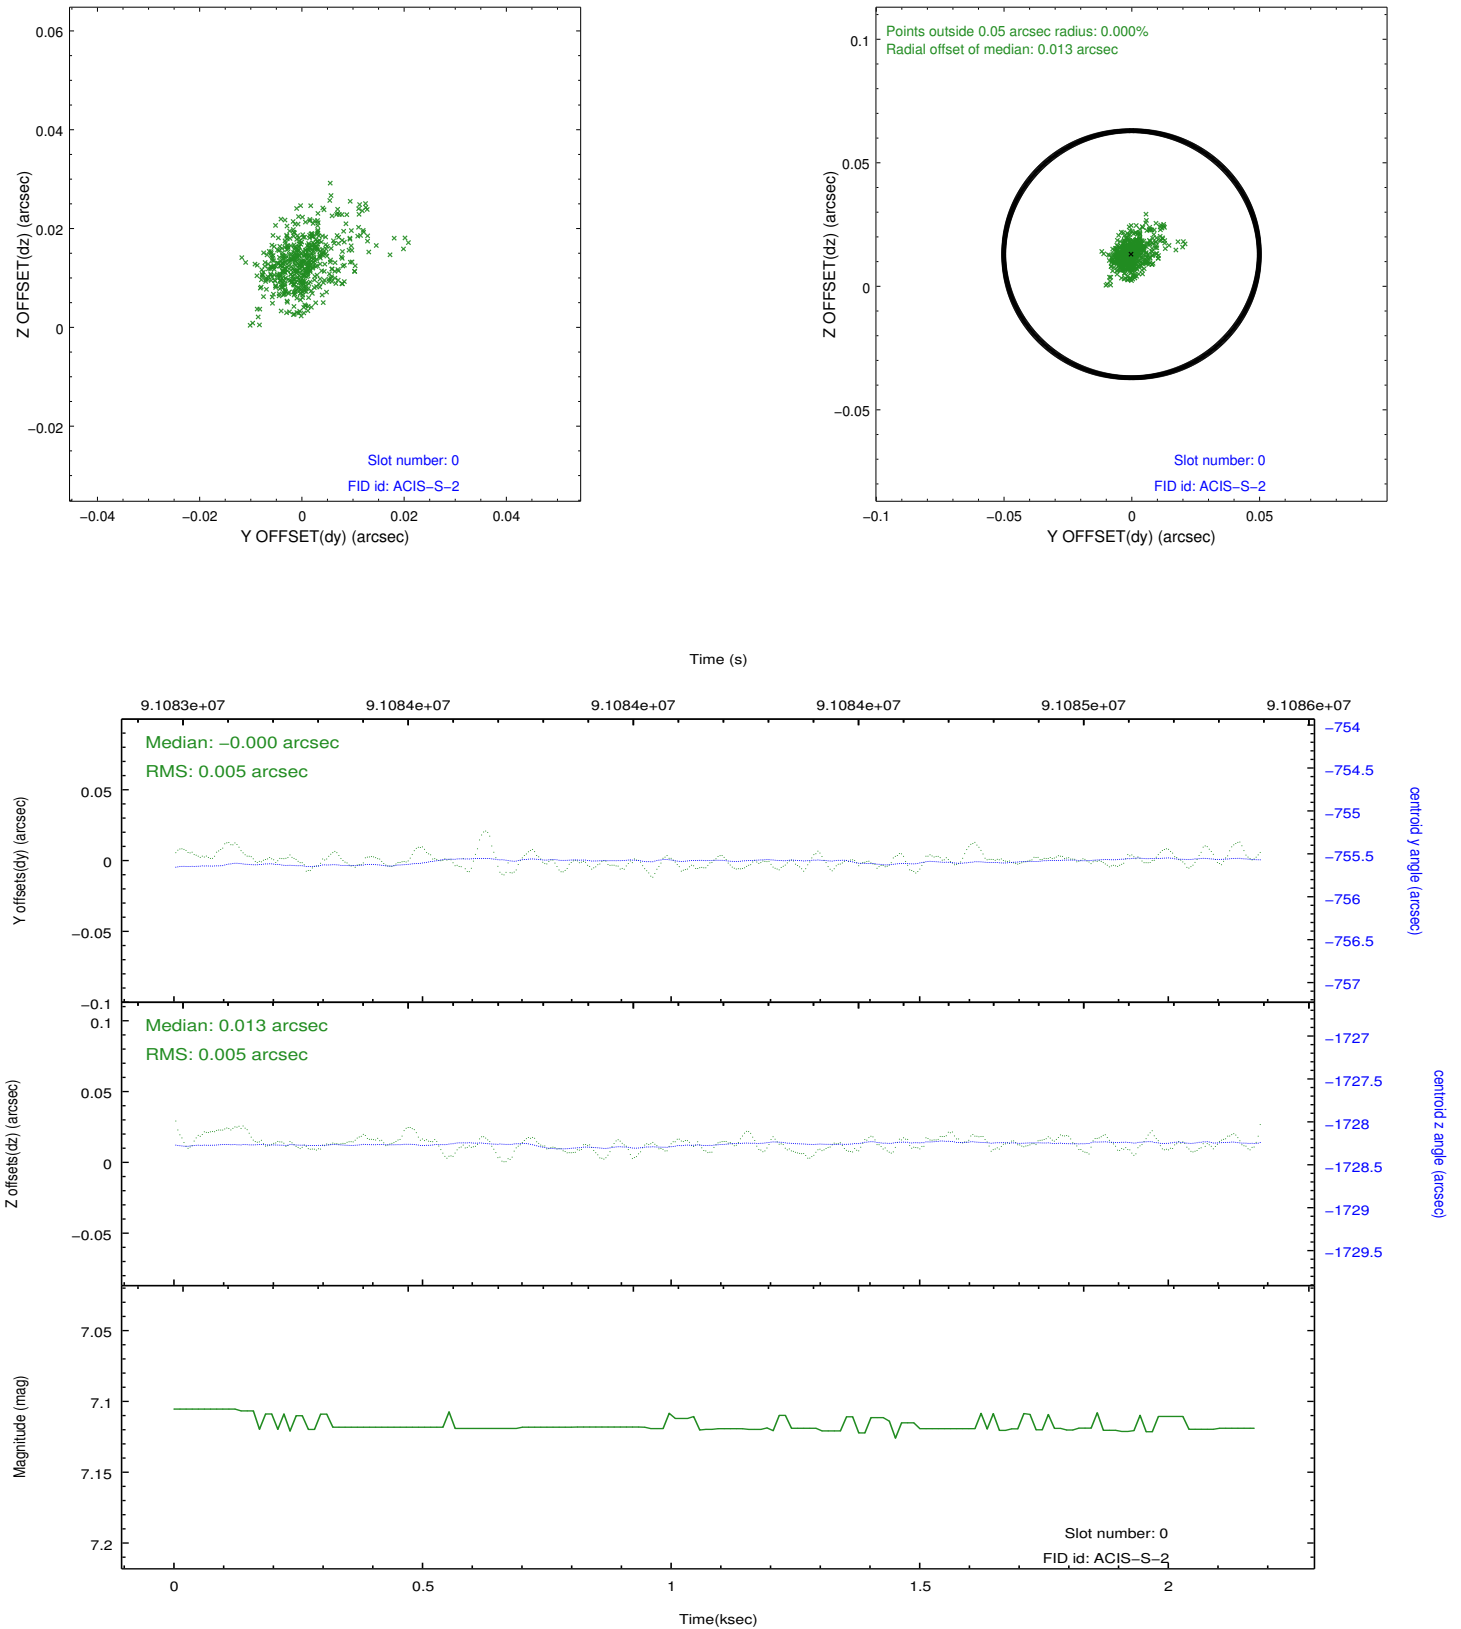 0.06
0.04
0.02
0
−0.02
Z OFFSET(dz) (arcsec)
Slot number: 0
FID id: ACIS−S−2
−0.04
−0.02
0
0.02
0.04
Y OFFSET(dy) (arcsec)
Points outside 0.05 arcsec radius: 0.000%
Radial offset of median: 0.013 arcsec
0.1
0.05
0
−0.05
Z OFFSET(dz) (arcsec)
Slot number: 0
FID id: ACIS−S−2
−0.1
−0.05
0
0.05
Y OFFSET(dy) (arcsec)
Time (s)
9.1083e+07
9.1084e+07
9.1084e+07
9.1084e+07
9.1085e+07
9.1086e+07
Median: −0.000 arcsec
RMS: 0.005 arcsec
0.05
0
−0.05
−0.1
Y offsets(dy) (arcsec)
−754
−754.5
−755
−755.5
−756
−756.5
−757
centroid y angle (arcsec)
Median: 0.013 arcsec
RMS: 0.005 arcsec
0.1
0.05
0
−0.05
Z offsets(dz) (arcsec)
−1727
−1727.5
−1728
−1728.5
−1729
−1729.5
centroid z angle (arcsec)
7.05
7.1
7.15
7.2
Magnitude (mag)
Slot number: 0
FID id: ACIS−S−2
0
0.5
1
1.5
2
Time(ksec)